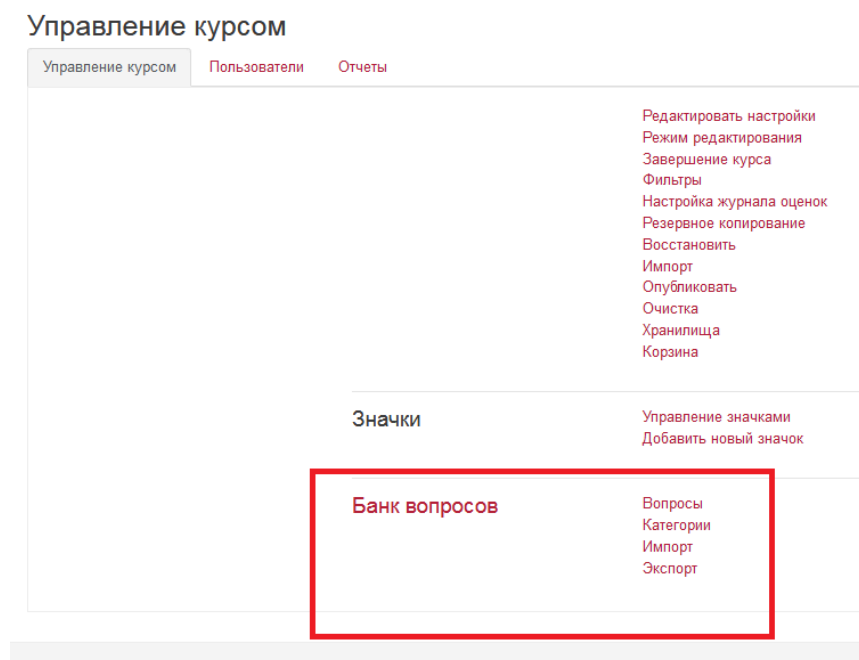 Управление курсом
Управление курсом Пользователи Отчеты
Редактировать настройки
Режим редактирования
Завершение курса
Фильтры
Настройка журнала оценок
Резервное копирование
Восстановить
Импорт
Опубликовать
Очистка
Хранилища
Корзина
Значки Управление значками
Добавить новый значок
Банк вопросов Вопросы
Категории
Импорт
Экспорт